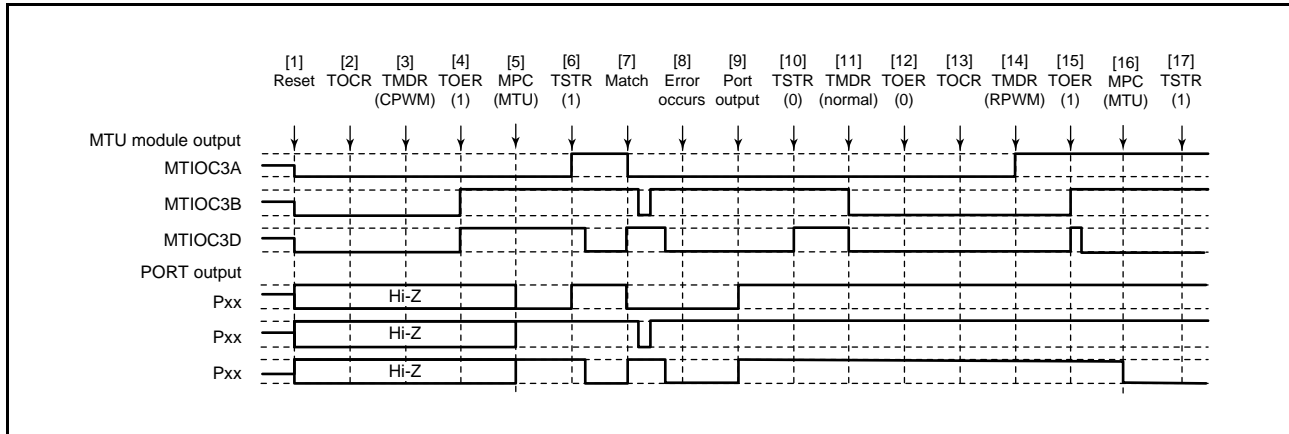 [1] [2] [3] [4] [5] [6] [7] [8] [9] [10] [11] [12] [13] [14] [15] [16] [17]
Reset TOCR TMDR TOER MPC TSTR Match Error Port TSTR TMDR TOER TOCR TMDR TOER MPC TSTR
(CPWM) (1) (MTU) (1) occurs output (0) (normal) (0) (RPWM) (1) (MTU) (1)
MTU module output
MTIOC3A
MTIOC3B
MTIOC3D
PORT output
Pxx Hi-Z
Pxx Hi-Z
Pxx Hi-Z